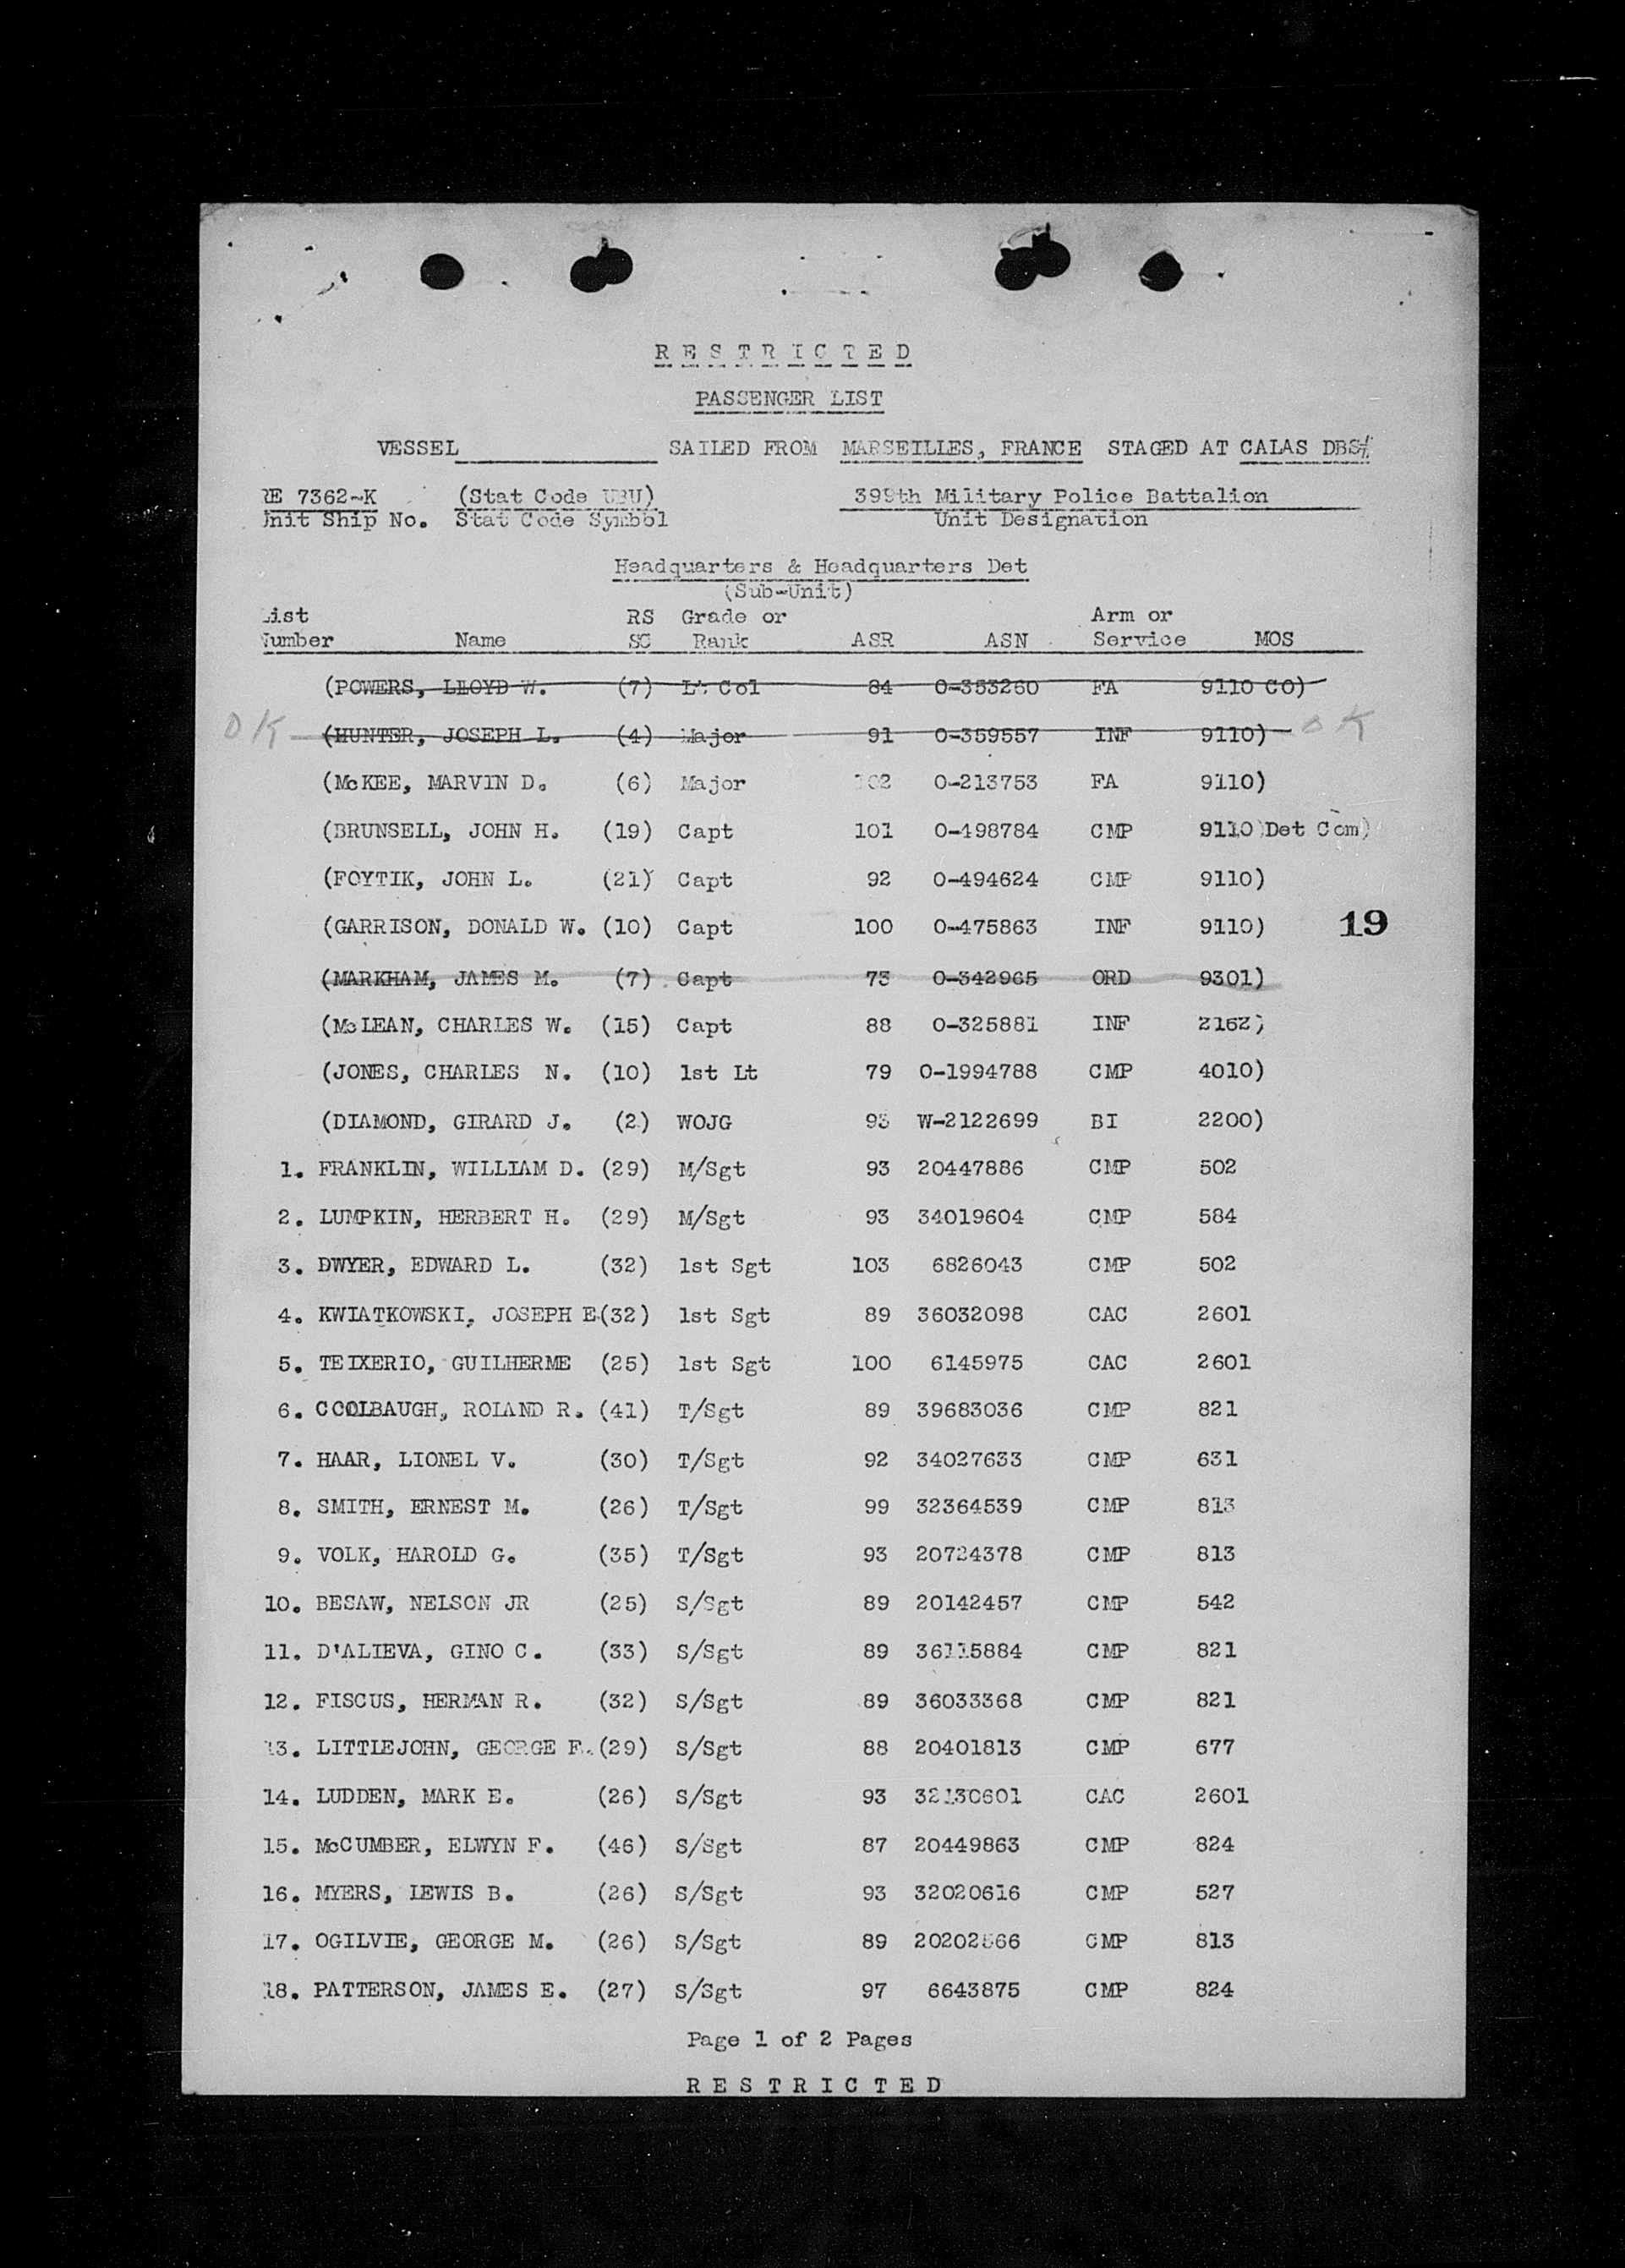 R E S T R I C T E D
PASSENGER LIST
VESSEL SAILED FROM MARSEILLES, FRANCE STAGED AT CALAS DBS#
RE 7362-K (Stat Code UBU) 399th Military Police Battalion
Unit Ship No. Stat Code Symbol Unit Designation
Headquarters & Headquarters Det
(Sub-Unit)
List RS Grade or Arm or
Number Name SC Rank ASR ASN Service MOS
(POWERS, LLOYD W. (7) Lt Col 84 O-353260 FA 9110 CO)
OK (HUNTER, JOSEPH L. (4) Major 91 O-359557 INF 9110) OK
(McKEE, MARVIN D. (6) Major 102 O-213753 FA 9110)
(BRUNSELL, JOHN H. (19) Capt 101 O-498784 CMP 9110 Det Com)
(FOYTIK, JOHN L. (21) Capt 92 O-494624 CMP 9110)
(GARRISON, DONALD W. (10) Capt 100 O-475863 INF 9110) 19
(MARKHAM, JAMES M. (7) Capt 73 O-342965 ORD 9301)
(McLEAN, CHARLES W. (15) Capt 88 O-325881 INF 2162)
(JONES, CHARLES N. (10) 1st Lt 79 O-1994788 CMP 4010)
(DIAMOND, GIRARD J. (2) WOJG 93 W-2122699 BI 2200)
1. FRANKLIN, WILLIAM D. (29) M/Sgt 93 20447886 CMP 502
2. LUMPKIN, HERBERT H. (29) M/Sgt 93 34019604 CMP 584
3. DWYER, EDWARD L. (32) 1st Sgt 103 6826043 CMP 502
4. KWIATKOWSKI, JOSEPH E.(32) 1st Sgt 89 36032098 CAC 2601
5. TEIXERIO, GUILHERME (25) 1st Sgt 100 6145975 CAC 2601
6. COOLBAUGH, ROLAND R. (41) T/Sgt 89 39683036 CMP 821
7. HAAR, LIONEL V. (30) T/Sgt 92 34027633 CMP 631
8. SMITH, ERNEST M. (26) T/Sgt 99 32364539 CMP 813
9. VOLK, HAROLD G. (35) T/Sgt 93 20724378 CMP 813
10. BESAW, NELSON JR (25) S/Sgt 89 20142457 CMP 542
11. D'ALIEVA, GINO C. (33) S/Sgt 89 36115884 CMP 821
12. FISCUS, HERMAN R. (32) S/Sgt 89 36033368 CMP 821
13. LITTLEJOHN, GEORGE F. (29) S/Sgt 88 20401813 CMP 677
14. LUDDEN, MARK E. (26) S/Sgt 93 32130601 CAC 2601
15. McCUMBER, ELWYN F. (46) S/Sgt 87 20449863 CMP 824
16. MYERS, LEWIS B. (26) S/Sgt 93 32020616 CMP 527
17. OGILVIE, GEORGE M. (26) S/Sgt 89 CMP 813
18. PATTERSON, JAMES E. (27) S/Sgt 97 6643875 CMP 824
Page 1 of 2 Pages
R E S T R I C T E D